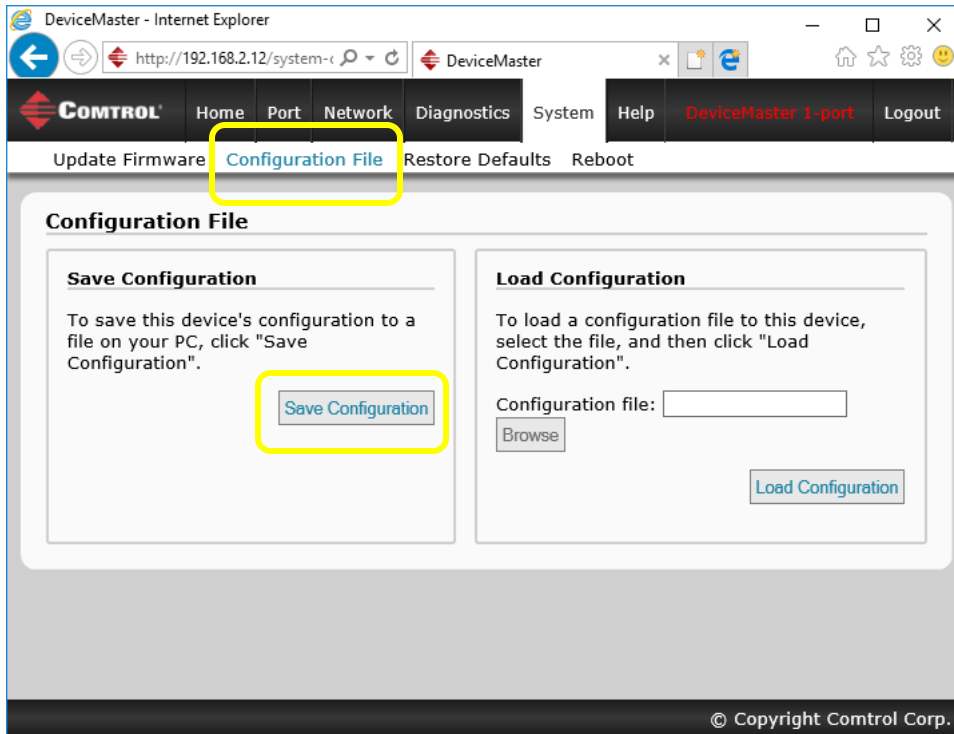 DeviceMaster - Internet Explorer
http://192.168.2.12/system-c
DeviceMaster
COMTROL Home Port Network Diagnostics System Help DeviceMaster 1-port Logout
Update Firmware Configuration File Restore Defaults Reboot
Configuration File
Save Configuration
To save this device's configuration to a
file on your PC, click "Save
Configuration".
Save Configuration
Load Configuration
To load a configuration file to this device,
select the file, and then click "Load
Configuration".
Configuration file:
Browse
Load Configuration
© Copyright Comtrol Corp.